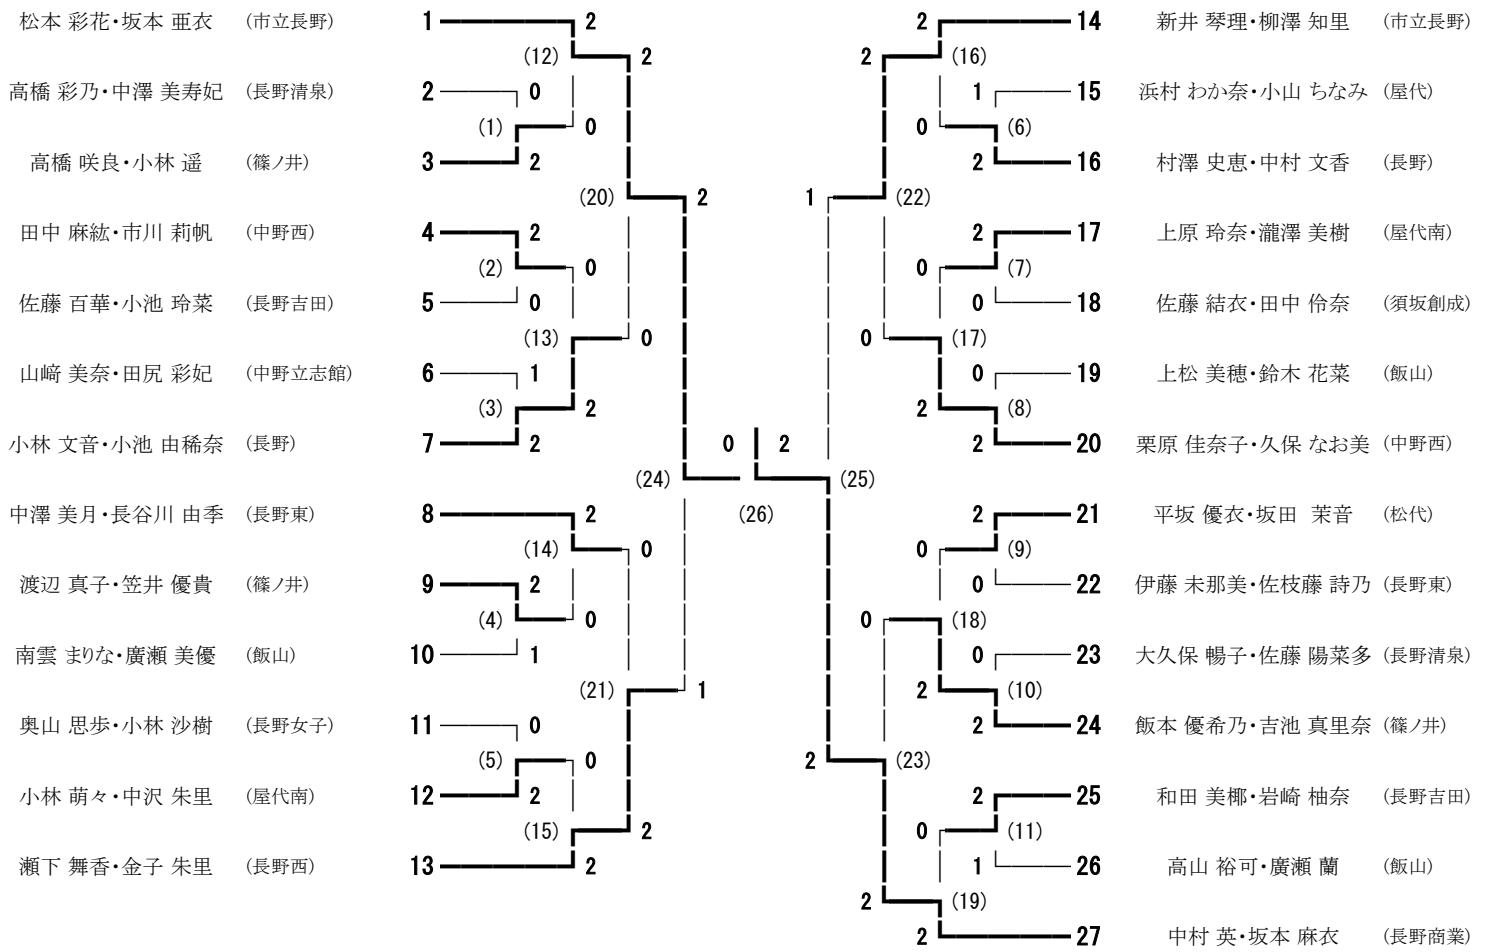 松本 彩花・坂本 亜衣 (市立長野) 1 2 2 14 新井 琴理・柳澤 知里 (市立長野)
(12) 2 2 (16)
高橋 彩乃・中澤 美寿妃 (長野清泉) 2 0 1 15 浜村 わか奈・小山 ちなみ (屋代)
(1) 0 0 (6)
高橋 咲良・小林 遥 (篠ノ井) 3 2 2 16 村澤 史恵・中村 文香 (長野)
(20) 2 1 (22)
田中 麻紘・市川 莉帆 (中野西) 4 2 2 17 上原 玲奈・瀧澤 美樹 (屋代南)
(2) 0 0 (7)
佐藤 百華・小池 玲菜 (長野吉田) 5 0 0 18 佐藤 結衣・田中 伶奈 (須坂創成)
(13) 0 0 (17)
山﨑 美奈・田尻 彩妃 (中野立志館) 6 1 0 19 上松 美穂・鈴木 花菜 (飯山)
(3) 2 2 (8)
小林 文音・小池 由稀奈 (長野) 7 2 0 2 2 20 栗原 佳奈子・久保 なお美 (中野西)
(24) (25)
中澤 美月・長谷川 由季 (長野東) 8 2 (26) 2 21 平坂 優衣・坂田 茉音 (松代)
(14) 0 0 (9)
渡辺 真子・笠井 優貴 (篠ノ井) 9 2 0 22 伊藤 未那美・佐枝藤 詩乃 (長野東)
(4) 0 0 (18)
南雲 まりな・廣瀬 美優 (飯山) 10 1 0 23 大久保 暢子・佐藤 陽菜多 (長野清泉)
(21) 1 2 (10)
奥山 思歩・小林 沙樹 (長野女子) 11 0 2 24 飯本 優希乃・吉池 真里奈 (篠ノ井)
(5) 0 2 (23)
小林 萌々・中沢 朱里 (屋代南) 12 2 2 25 和田 美椰・岩崎 柚奈 (長野吉田)
(15) 2 0 (11)
瀬下 舞香・金子 朱里 (長野西) 13 2 1 26 高山 裕可・廣瀬 蘭 (飯山)
2 (19)
2 27 中村 英・坂本 麻衣 (長野商業)